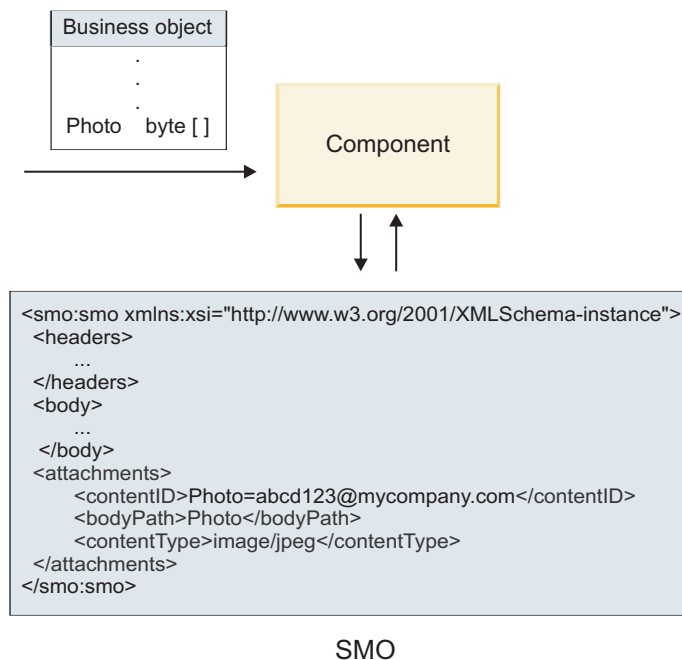 Business object
.
.
.
Photo byte [ ]
Component
<smo:smo xmlns:xsi="http://www.w3.org/2001/XMLSchema-instance">
<headers>
...
</headers>
<body>
...
</body>
<attachments>
<contentID>Photo=abcd123@mycompany.com</contentID>
<bodyPath>Photo</bodyPath>
<contentType>image/jpeg</contentType>
</attachments>
</smo:smo>
SMO